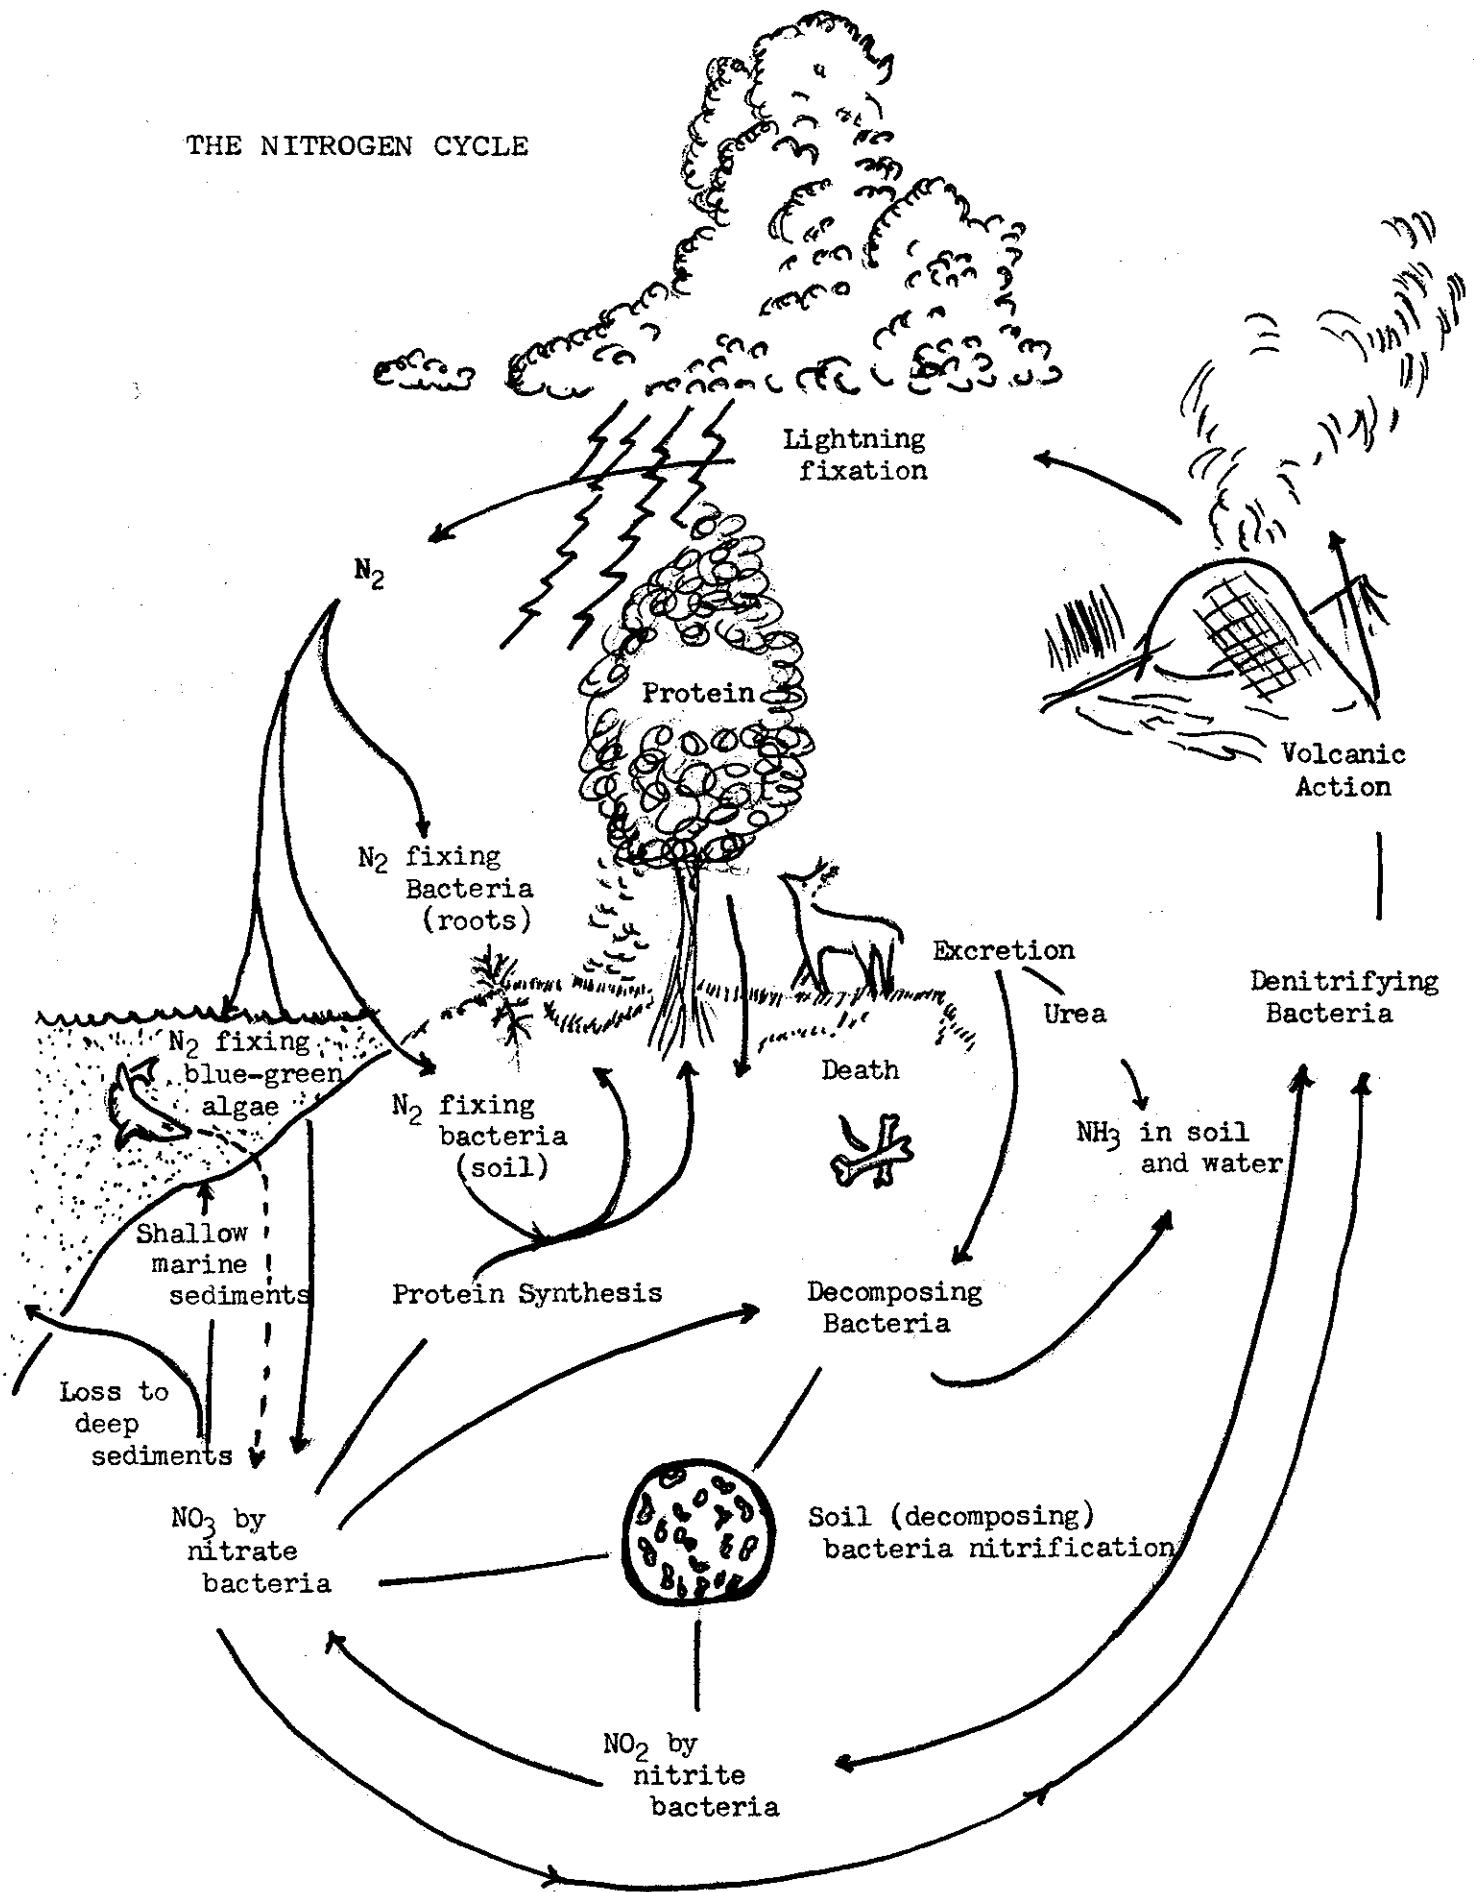 THE NITROGEN CYCLE
Lightning
fixation
N2
Protein
Volcanic
Action
N2 fixing
Bacteria
(roots)
Excretion
Urea
Denitrifying
Bacteria
N2 fixing
blue-green
algae
Death
N2 fixing
bacteria
(soil)
NH3 in soil
and water
Shallow
marine
sediments
Protein Synthesis
Decomposing
Bacteria
Loss to
deep
sediments
NO3 by
nitrate
bacteria
Soil (decomposing)
bacteria nitrification
NO2 by
nitrite
bacteria